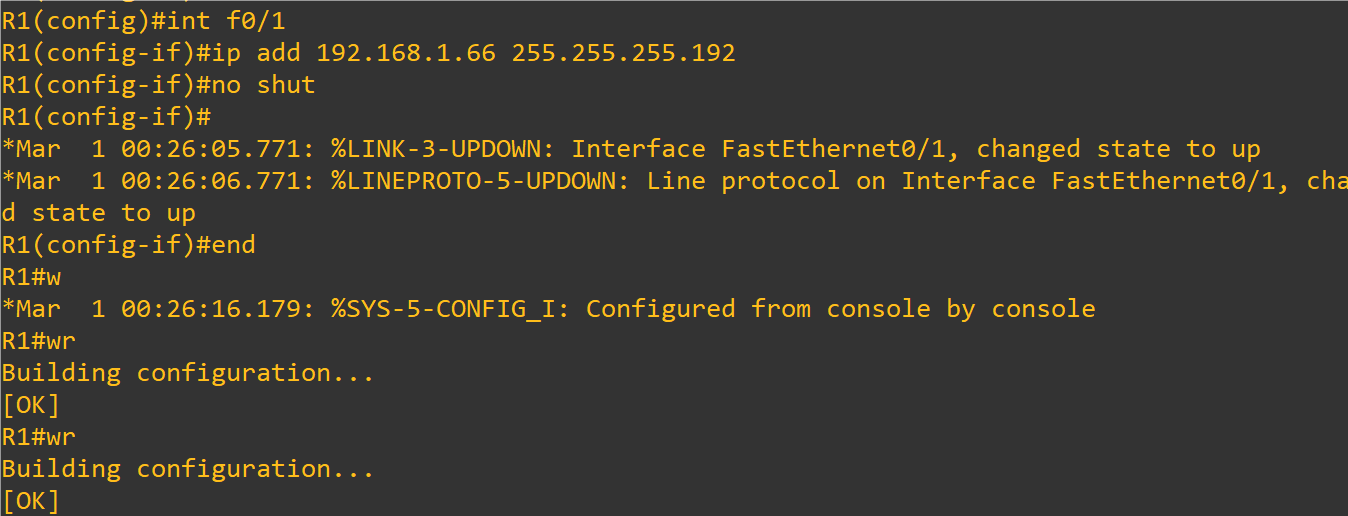 R1(config)#int f0/1
R1(config-if)#ip add 192.168.1.66 255.255.255.192
R1(config-if)#no shut
R1(config-if)#
*Mar  1 00:26:05.771: %LINK-3-UPDOWN: Interface FastEthernet0/1, changed state to up
*Mar  1 00:26:06.771: %LINEPROTO-5-UPDOWN: Line protocol on Interface FastEthernet0/1, cha
d state to up
R1(config-if)#end
R1#w
*Mar  1 00:26:16.179: %SYS-5-CONFIG_I: Configured from console by console
R1#wr
Building configuration...
[OK]
R1#wr
Building configuration...
[OK]